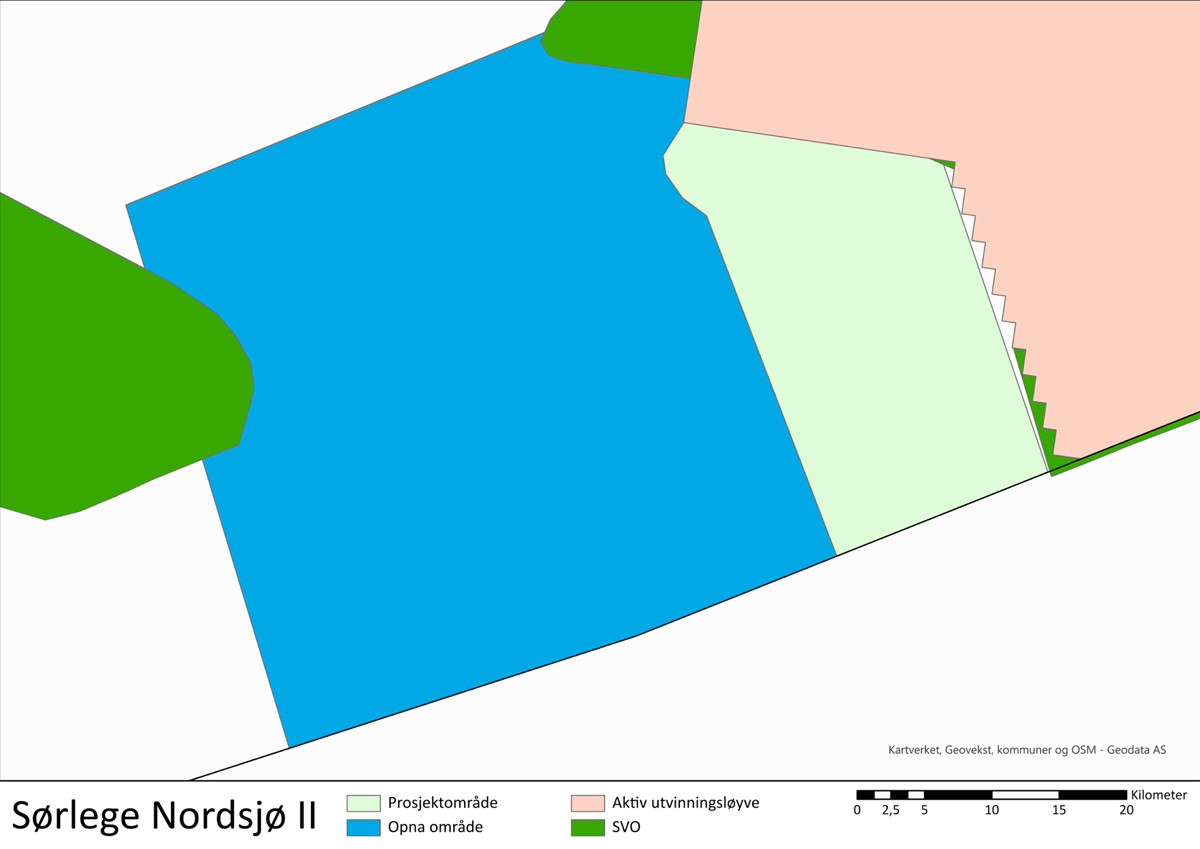 Kartverket, Geovekst, kommuner og OSM - Geodata AS
Sørlege Nordsjø II
Prosjektområde
Opna område
Aktiv utvinningsløyve
SVO
Kilometer
0 2,5 5 10 15 20